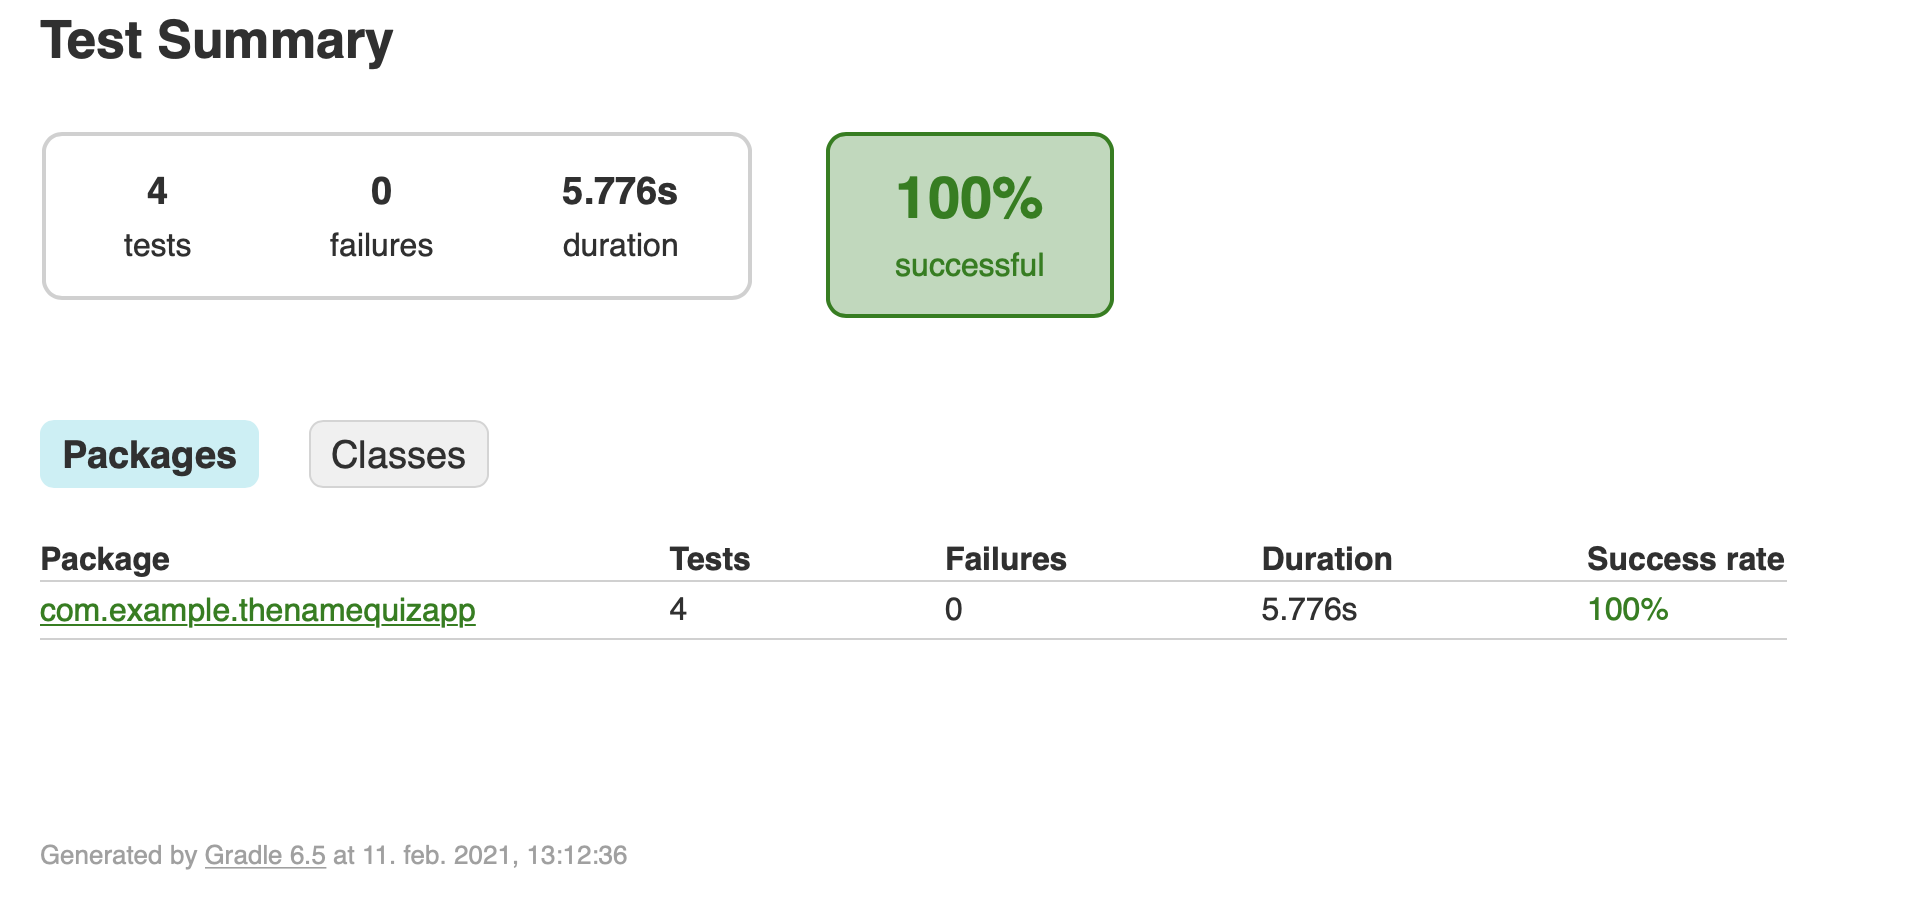 Test Summary
4 0 5.776s
tests failures duration
100%
successful
Packages Classes
Package Tests Failures Duration Success rate
com.example.thenamequizapp 4 0 5.776s 100%
Generated by Gradle 6.5 at 11. feb. 2021, 13:12:36